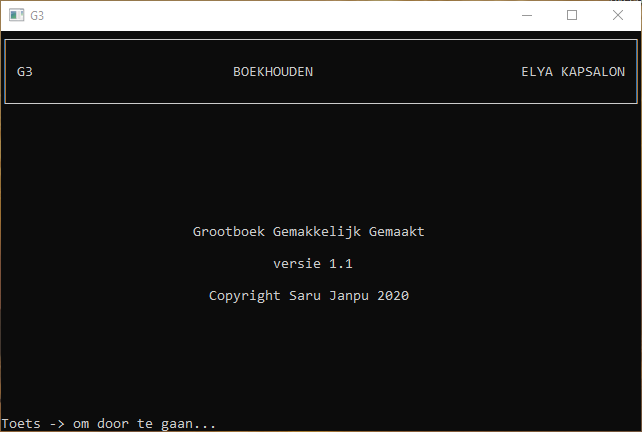 G3
G3 BOEKHOUDEN ELYA KAPSALON
Grootboek Gemakkelijk Gemaakt
versie 1.1
Copyright Saru Janpu 2020
Toets -> om door te gaan...